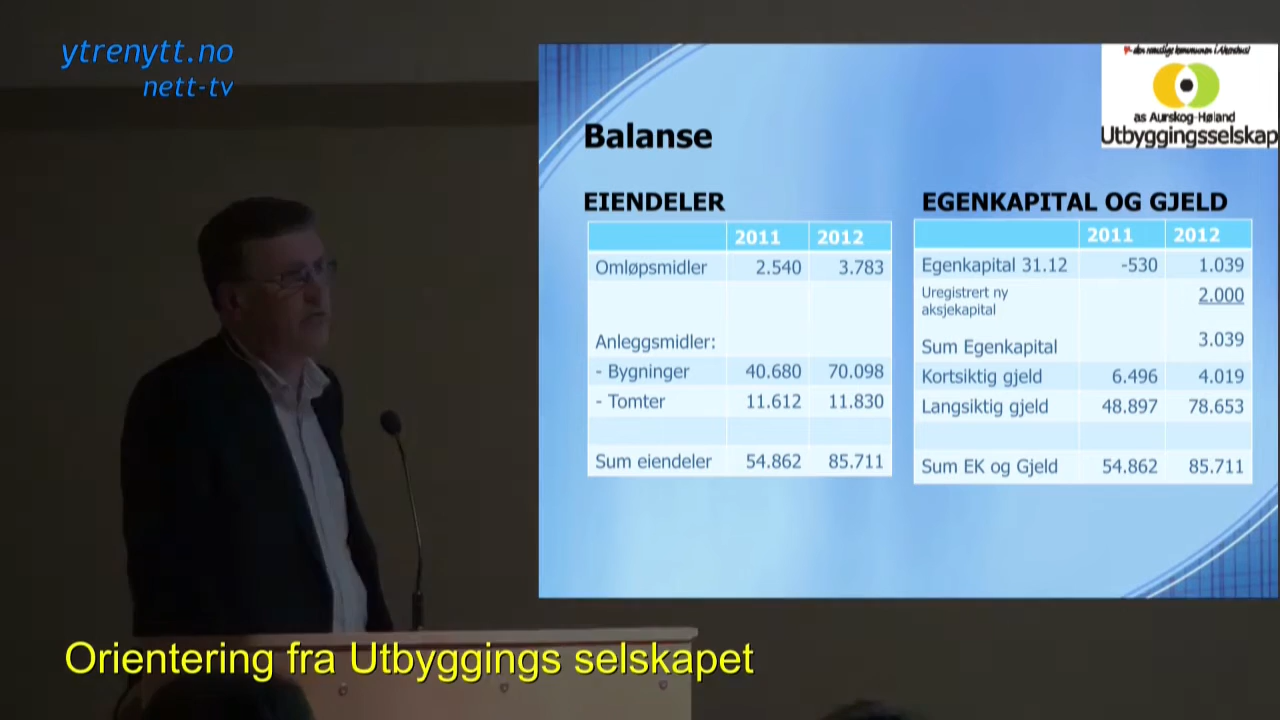 ytrenytt.no
nett-tv
- den romslige kommunen i Akershus!
as Aurskog-Høland
Utbyggingsselskap
Balanse
EIENDELER
2011 2012
Omløpsmidler 2.540 3.783
Anleggsmidler:
- Bygninger 40.680 70.098
- Tomter 11.612 11.830
Sum eiendeler 54.862 85.711
EGENKAPITAL OG GJELD
2011 2012
Egenkapital 31.12 -530 1.039
Uregistrert ny 2.000
aksjekapital
Sum Egenkapital 3.039
Kortsiktig gjeld 6.496 4.019
Langsiktig gjeld 48.897 78.653
Sum EK og Gjeld 54.862 85.711
Orientering fra Utbyggings selskapet